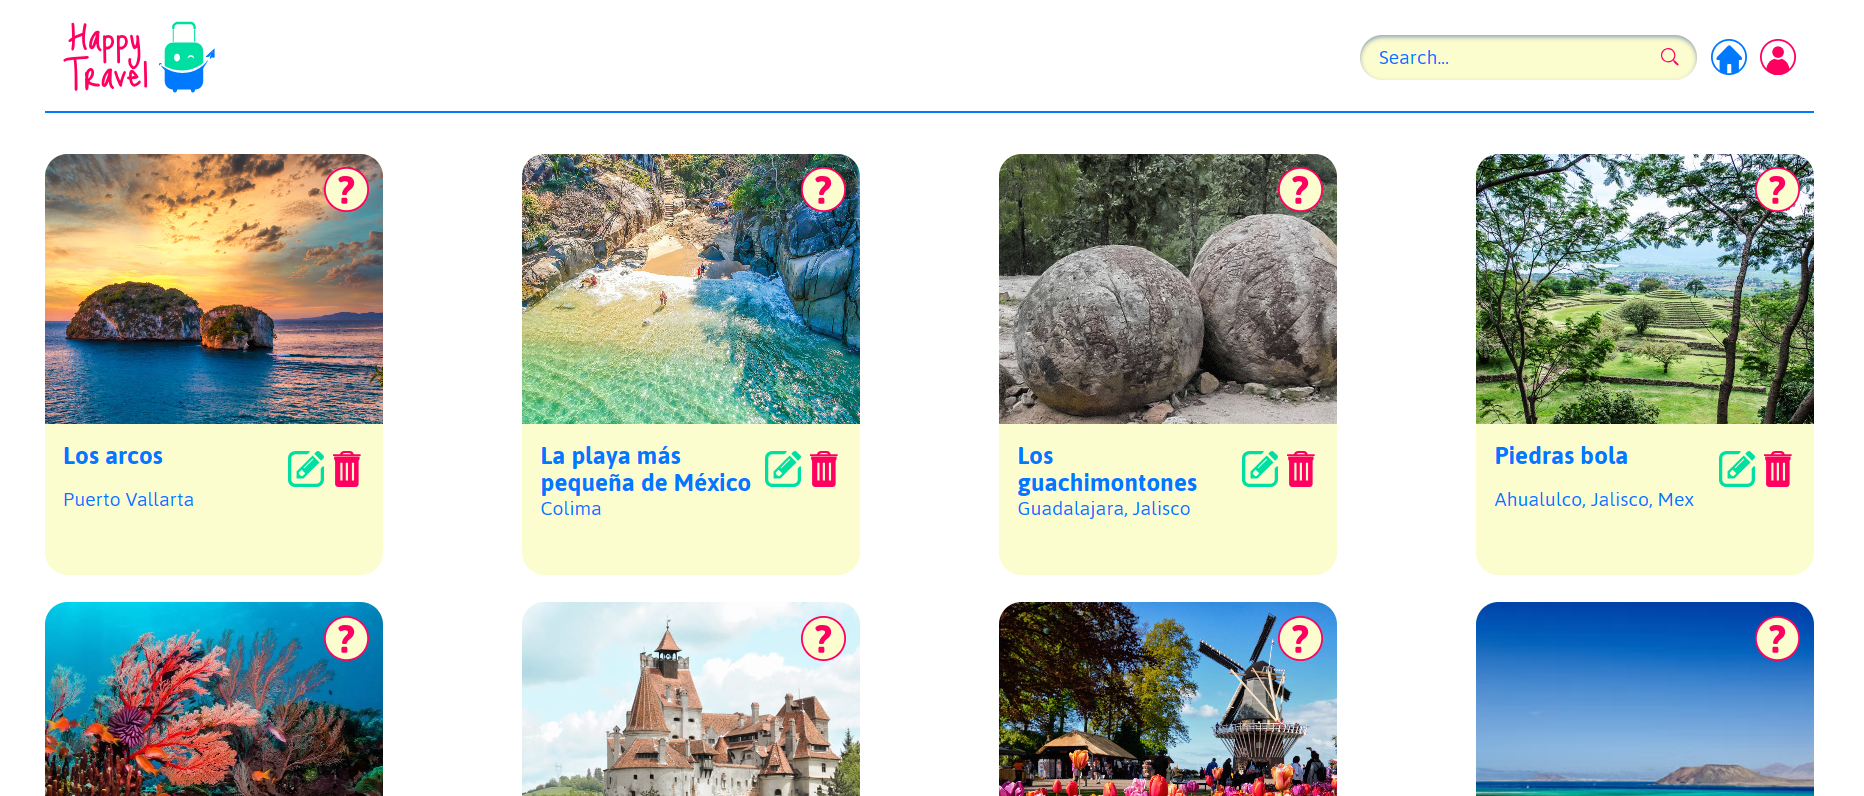 Happy
Travel
Search...
?
?
?
?
Los arcos
Puerto Vallarta
La playa más
pequeña de México
Colima
Los
guachimontones
Guadalajara, Jalisco
Piedras bola
Ahualulco, Jalisco, Mex
?
?
?
?